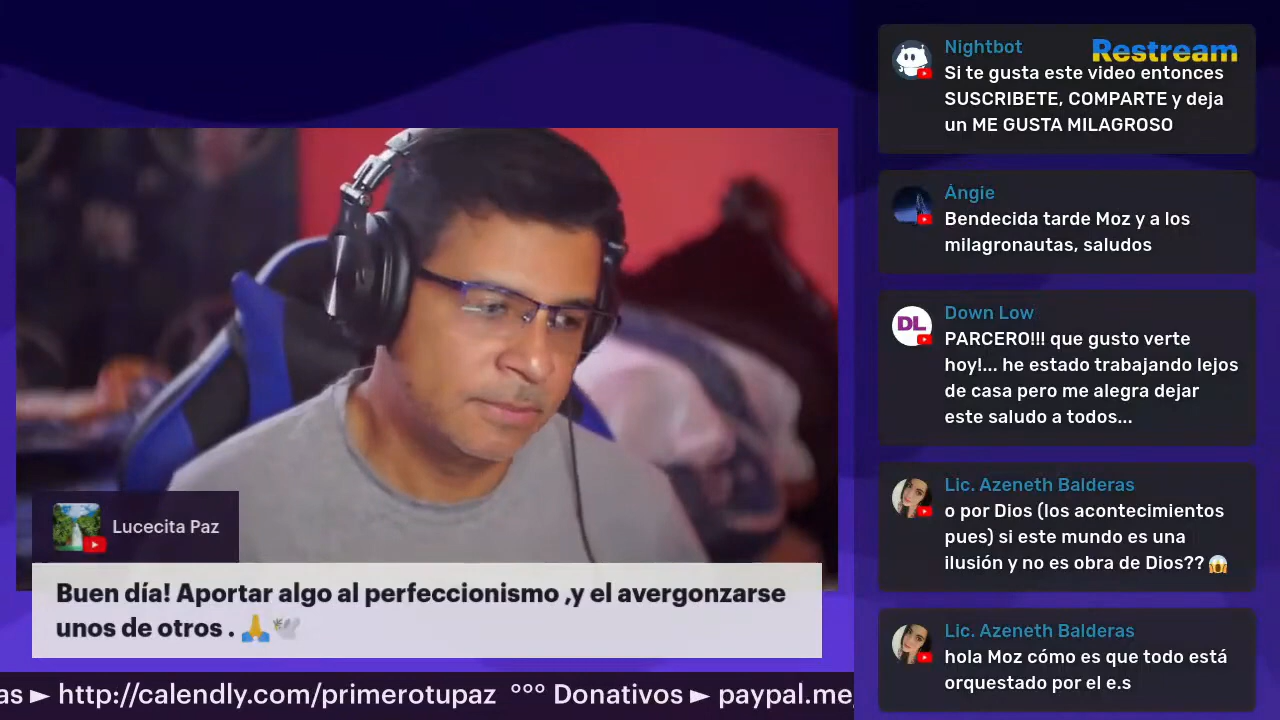 Lucecita Paz
Buen día! Aportar algo al perfeccionismo ,y el avergonzarse
unos de otros . 🙏🕊
as ► http://calendly.com/primerotupaz °°° Donativos ► paypal.me/
Restream
Nightbot
Si te gusta este video entonces
SUSCRIBETE, COMPARTE y deja
un ME GUSTA MILAGROSO
Ángie
Bendecida tarde Moz y a los
milagronautas, saludos
DL
Down Low
PARCERO!!! que gusto verte
hoy!... he estado trabajando lejos
de casa pero me alegra dejar
este saludo a todos...
Lic. Azeneth Balderas
o por Dios (los acontecimientos
pues) si este mundo es una
ilusión y no es obra de Dios?? 😱
Lic. Azeneth Balderas
hola Moz cómo es que todo está
orquestado por el e.s